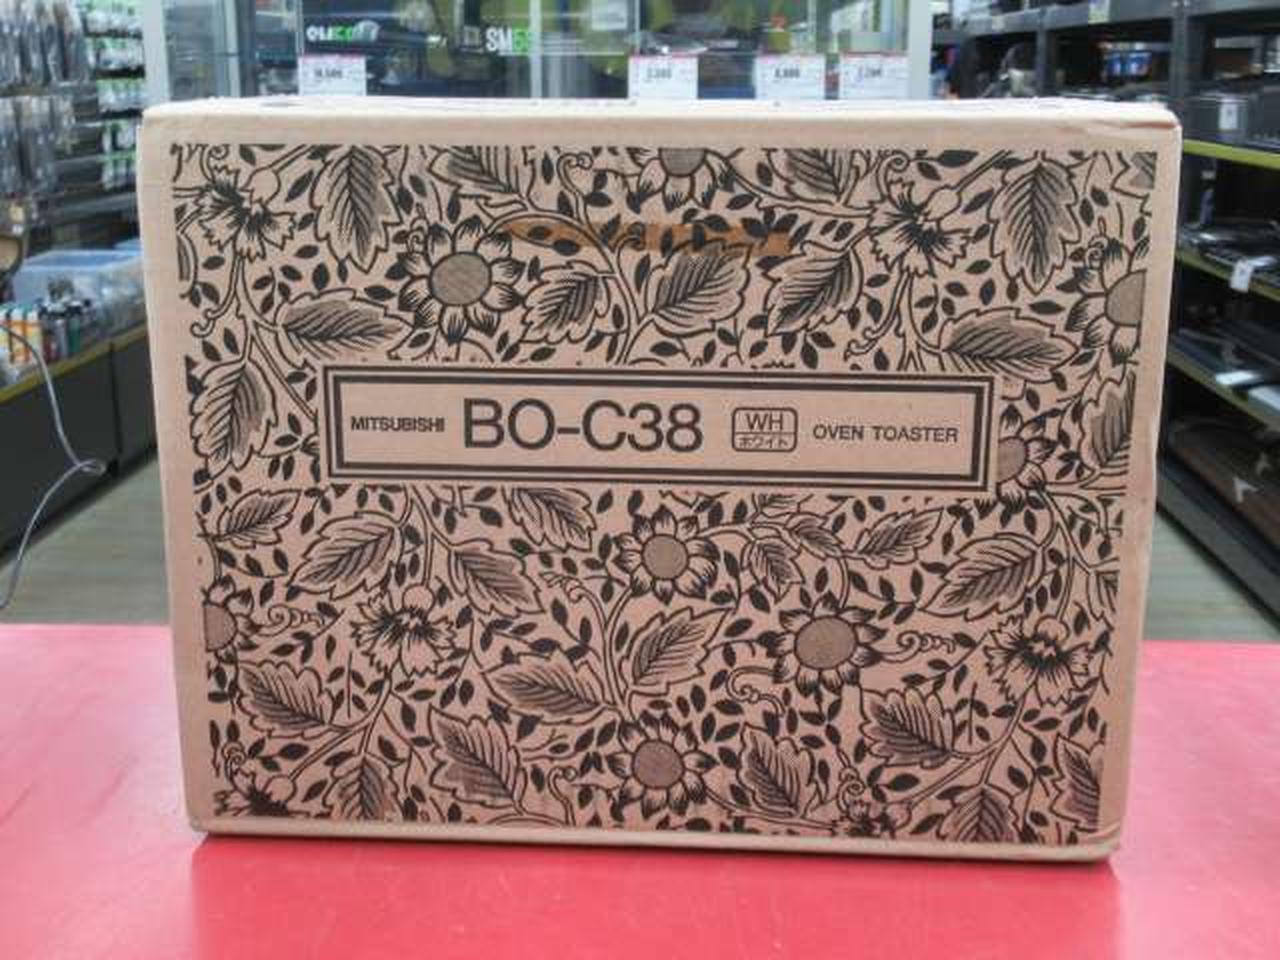 MITSUBISHI BO-C38 WH OVEN TOASTER
ホワイト